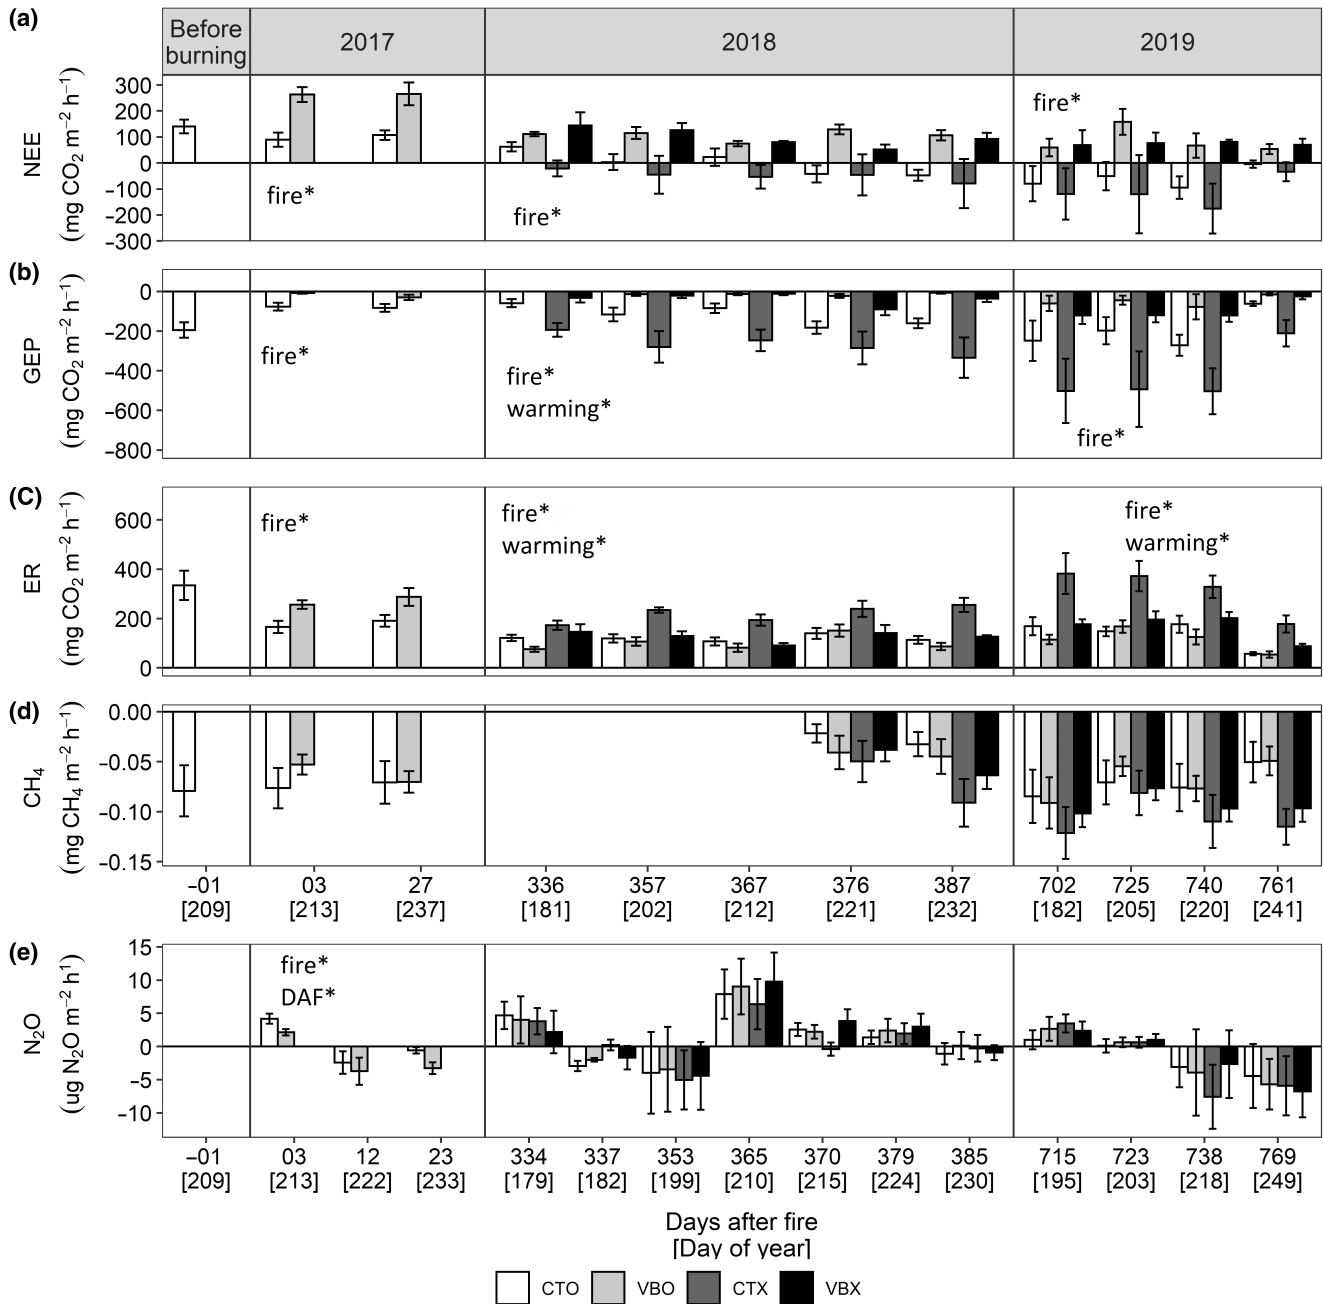 (a)
Before
burning
2017
2018
2019
NEE
(mg CO₂ m⁻² h⁻¹)
300
200
100
0
−100
−200
−300
fire*
fire*
fire*
(b)
GEP
(mg CO₂ m⁻² h⁻¹)
0
−200
−400
−600
−800
fire*
fire*
warming*
fire*
(C)
ER
(mg CO₂ m⁻² h⁻¹)
600
400
200
0
fire*
fire*
warming*
fire*
warming*
(d)
CH₄
(mg CH₄ m⁻² h⁻¹)
0.00
−0.05
−0.10
−0.15
−01 03 27 336 357 367 376 387 702 725 740 761
[209] [213] [237] [181] [202] [212] [221] [232] [182] [205] [220] [241]
(e)
N₂O
(ug N₂O m⁻² h¹)
15
10
5
0
−5
−10
fire*
DAF*
−01 03 12 23 334 337 353 365 370 379 385 715 723 738 769
[209] [213] [222] [233] [179] [182] [199] [210] [215] [224] [230] [195] [203] [218] [249]
Days after fire
[Day of year]
CTO VBO CTX VBX